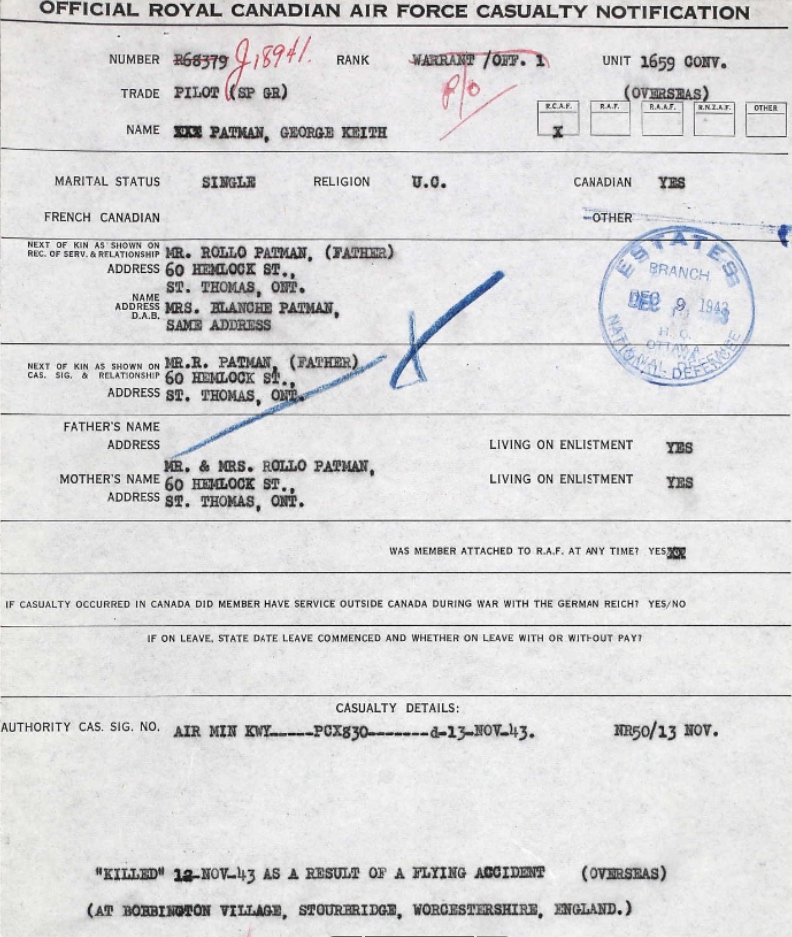 OFFICIAL ROYAL CANADIAN AIR FORCE CASUALTY NOTIFICATION
NUMBER R68379 J18941. RANK WARRANT /OFF. 1 UNIT 1659 CONV.
TRADE PILOT (SP GR) P/O (OVERSEAS)
R.C.A.F. R.A.F. R.A.A.F. R.N.Z.A.F. OTHER
NAME XXX PATMAN, GEORGE KEITH X
MARITAL STATUS SINGLE RELIGION U.C. CANADIAN YES
FRENCH CANADIAN OTHER
NEXT OF KIN AS SHOWN ON
REC. OF SERV. & RELATIONSHIP MR. ROLLO PATMAN, (FATHER)
ADDRESS 60 HEMLOCK ST.,
ST. THOMAS, ONT.
NAME
ADDRESS MRS. BLANCHE PATMAN,
D.A.B. SAME ADDRESS
ESTATES
BRANCH
DEC 9 1943
H.Q.
OTTAWA
NATIONAL DEFENCE
NEXT OF KIN AS SHOWN ON MR.R. PATMAN, (FATHER)
CAS. SIG. & RELATIONSHIP 60 HEMLOCK ST.,
ADDRESS ST. THOMAS, ONT.
FATHER'S NAME
ADDRESS LIVING ON ENLISTMENT YES
MR. & MRS. ROLLO PATMAN,
MOTHER'S NAME 60 HEMLOCK ST., LIVING ON ENLISTMENT YES
ADDRESS ST. THOMAS, ONT.
WAS MEMBER ATTACHED TO R.A.F. AT ANY TIME? YES
IF CASUALTY OCCURRED IN CANADA DID MEMBER HAVE SERVICE OUTSIDE CANADA DURING WAR WITH THE GERMAN REICH? YES/NO
IF ON LEAVE, STATE DATE LEAVE COMMENCED AND WHETHER ON LEAVE WITH OR WITHOUT PAY?
CASUALTY DETAILS:
AUTHORITY CAS. SIG. NO. AIR MIN KWY-----PCX830-------d-13-NOV-43. NR50/13 NOV.
"KILLED" 12-NOV-43 AS A RESULT OF A FLYING ACCIDENT (OVERSEAS)
(AT BOBBINGTON VILLAGE, STOURBRIDGE, WORCESTERSHIRE, ENGLAND.)